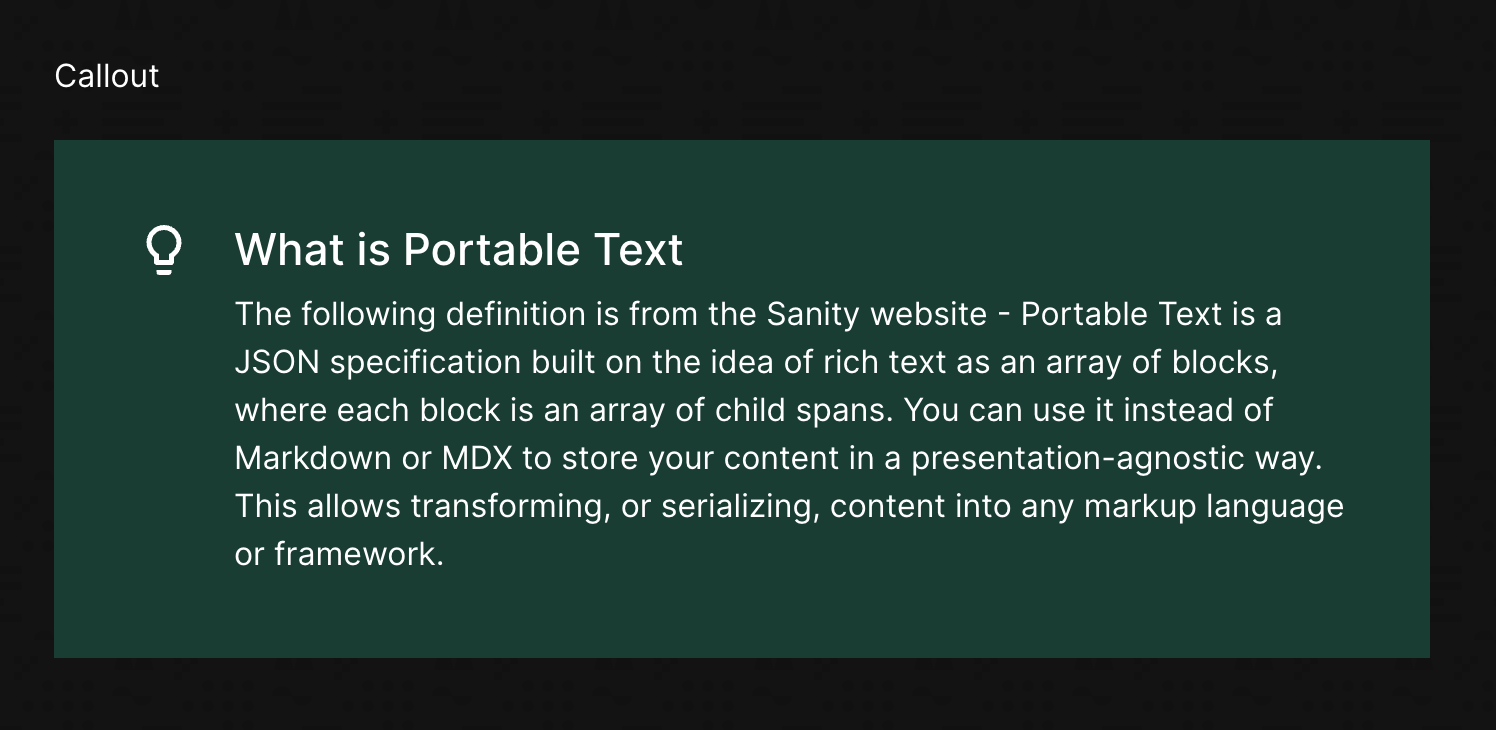 Callout
What is Portable Text
The following definition is from the Sanity website - Portable Text is a
JSON specification built on the idea of rich text as an array of blocks,
where each block is an array of child spans. You can use it instead of
Markdown or MDX to store your content in a presentation-agnostic way.
This allows transforming, or serializing, content into any markup language
or framework.